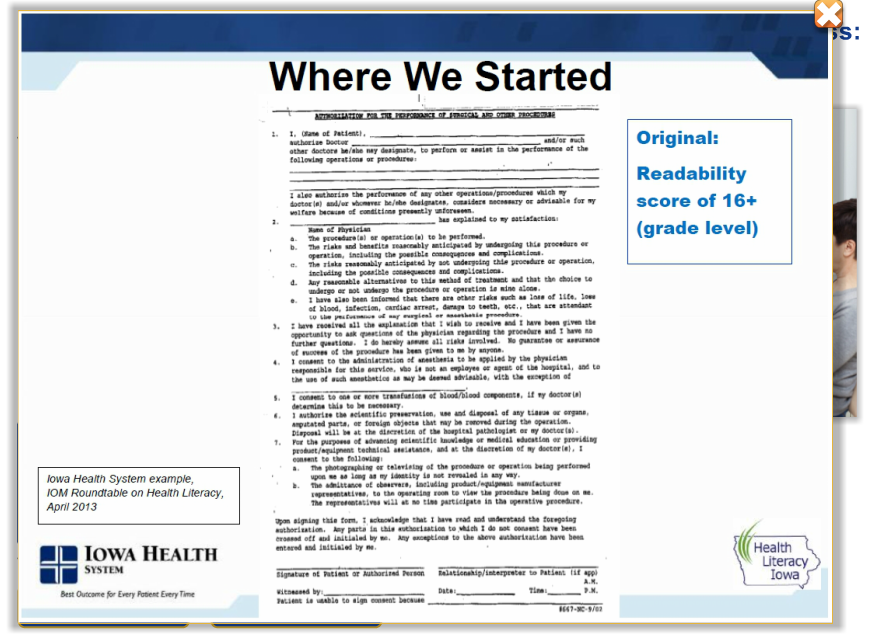 ss:
Where We Started
AUTHORIZATION FOR THE PERFORMANCE OF SURGICAL AND OTHER PROCEDURES
1. I, (Name of Patient), ____
authorize Doctor ____ and/or such
other doctors he/she may designate, to perform or assist in the performance of the
following operations or procedures:
I also authorize the performance of any other operations/procedures which my
doctor(s) and/or whomever he/she designates, considers necessary or advisable for my
welfare because of conditions presently unforeseen.
2. ____ has explained to my satisfaction:
Name of Physician
a. The procedure(s) or operation(s) to be performed.
b. The risks and benefits reasonably anticipated by undergoing this procedure or
operation, including the possible consequences and complications.
c. The risks reasonably anticipated by not undergoing this procedure or operation,
including the possible consequences and complications.
d. Any reasonable alternatives to this method of treatment and that the choice to
undergo or not undergo the procedure or operation is mine alone.
e. I have also been informed that there are other risks such as loss of life, loss
of blood, infection, cardiac arrest, damage to teeth, etc., that are attendant
to the performance of any surgical or anesthetic procedure.
3. I have received all the explanation that I wish to receive and I have been given the
opportunity to ask questions of the physician regarding the procedure and I have no
further questions. I do hereby assume all risks involved. No guarantee or assurance
of success of the procedure has been given to me by anyone.
4. I consent to the administration of anesthesia to be applied by the physician
responsible for this service, who is not an employee or agent of the hospital, and to
the use of such anesthetics as may be deemed advisable, with the exception of
5. I consent to one or more transfusions of blood/blood components, if my doctor(s)
determine this to be necessary.
6. I authorize the scientific preservation, use and disposal of any tissue or organs,
amputated parts, or foreign objects that may be removed during the operation.
Disposal will be at the discretion of the hospital pathologist or my doctor(s).
7. For the purposes of advancing scientific knowledge or medical education or providing
product/equipment technical assistance, and at the discretion of my doctor(s), I
consent to the following:
a. The photographing or televising of the procedure or operation being performed
upon me as long as my identity is not revealed in any way.
b. The admittance of observers, including product/equipment manufacturer
representatives, to the operating room to view the procedure being done on me.
The representatives will at no time participate in the operative procedure.
Upon signing this form, I acknowledge that I have read and understand the foregoing
authorization. Any parts in this authorization to which I do not consent have been
crossed off and initialed by me. Any exceptions to the above authorization have been
entered and initialed by me.
Signature of Patient or Authorized Person Relationship/interpreter to Patient (if app)
A.M.
Witnessed by: ____ Date: ____ Time: ____ P.M.
Patient is unable to sign consent because ____
8667-NC-9/02
Original:
Readability
score of 16+
(grade level)
Iowa Health System example,
IOM Roundtable on Health Literacy,
April 2013
IOWA HEALTH
SYSTEM
Best Outcome for Every Patient Every Time
Health
Literacy
Iowa